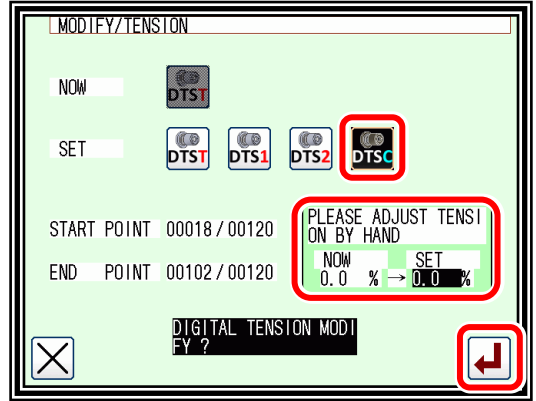 MODIFY/TENSION
NOW
DTST
SET
DTST DTS1 DTS2 DTSC
START POINT 00018/00120
END POINT 00102/00120
PLEASE ADJUST TENSI
ON BY HAND
NOW SET
0.0 % → 0.0 %
DIGITAL TENSION MODI
FY ?